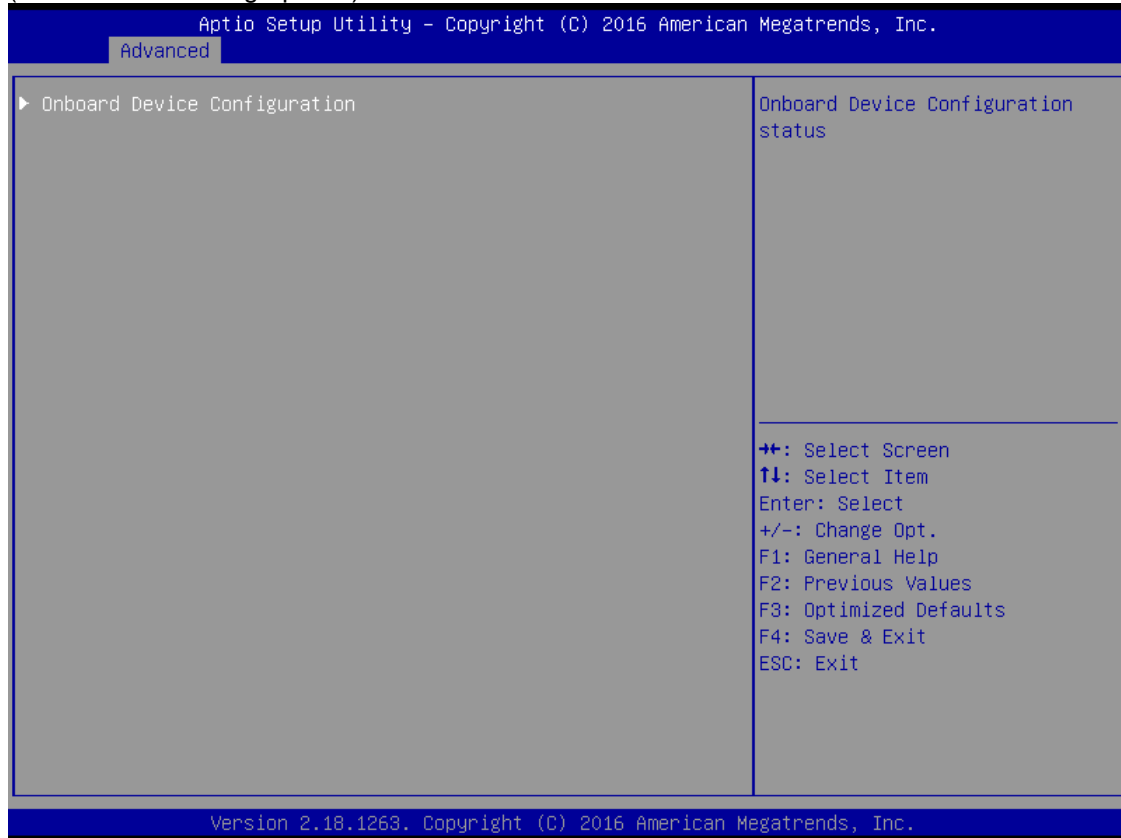 Aptio Setup Utility – Copyright (C) 2016 American Megatrends, Inc.
Advanced
► Onboard Device Configuration
Onboard Device Configuration
status
→←: Select Screen
↑↓: Select Item
Enter: Select
+/-: Change Opt.
F1: General Help
F2: Previous Values
F3: Optimized Defaults
F4: Save & Exit
ESC: Exit
Version 2.18.1263. Copyright (C) 2016 American Megatrends, Inc.